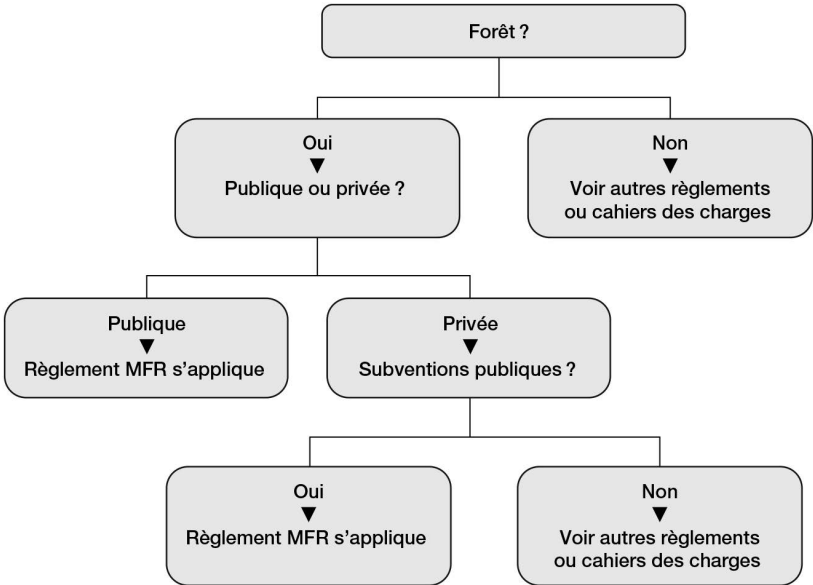 Forêt ?
Oui
▼
Publique ou privée ?
Non
▼
Voir autres règlements
ou cahiers des charges
Publique
▼
Règlement MFR s’applique
Privée
▼
Subventions publiques ?
Oui
▼
Règlement MFR s’applique
Non
▼
Voir autres règlements
ou cahiers des charges